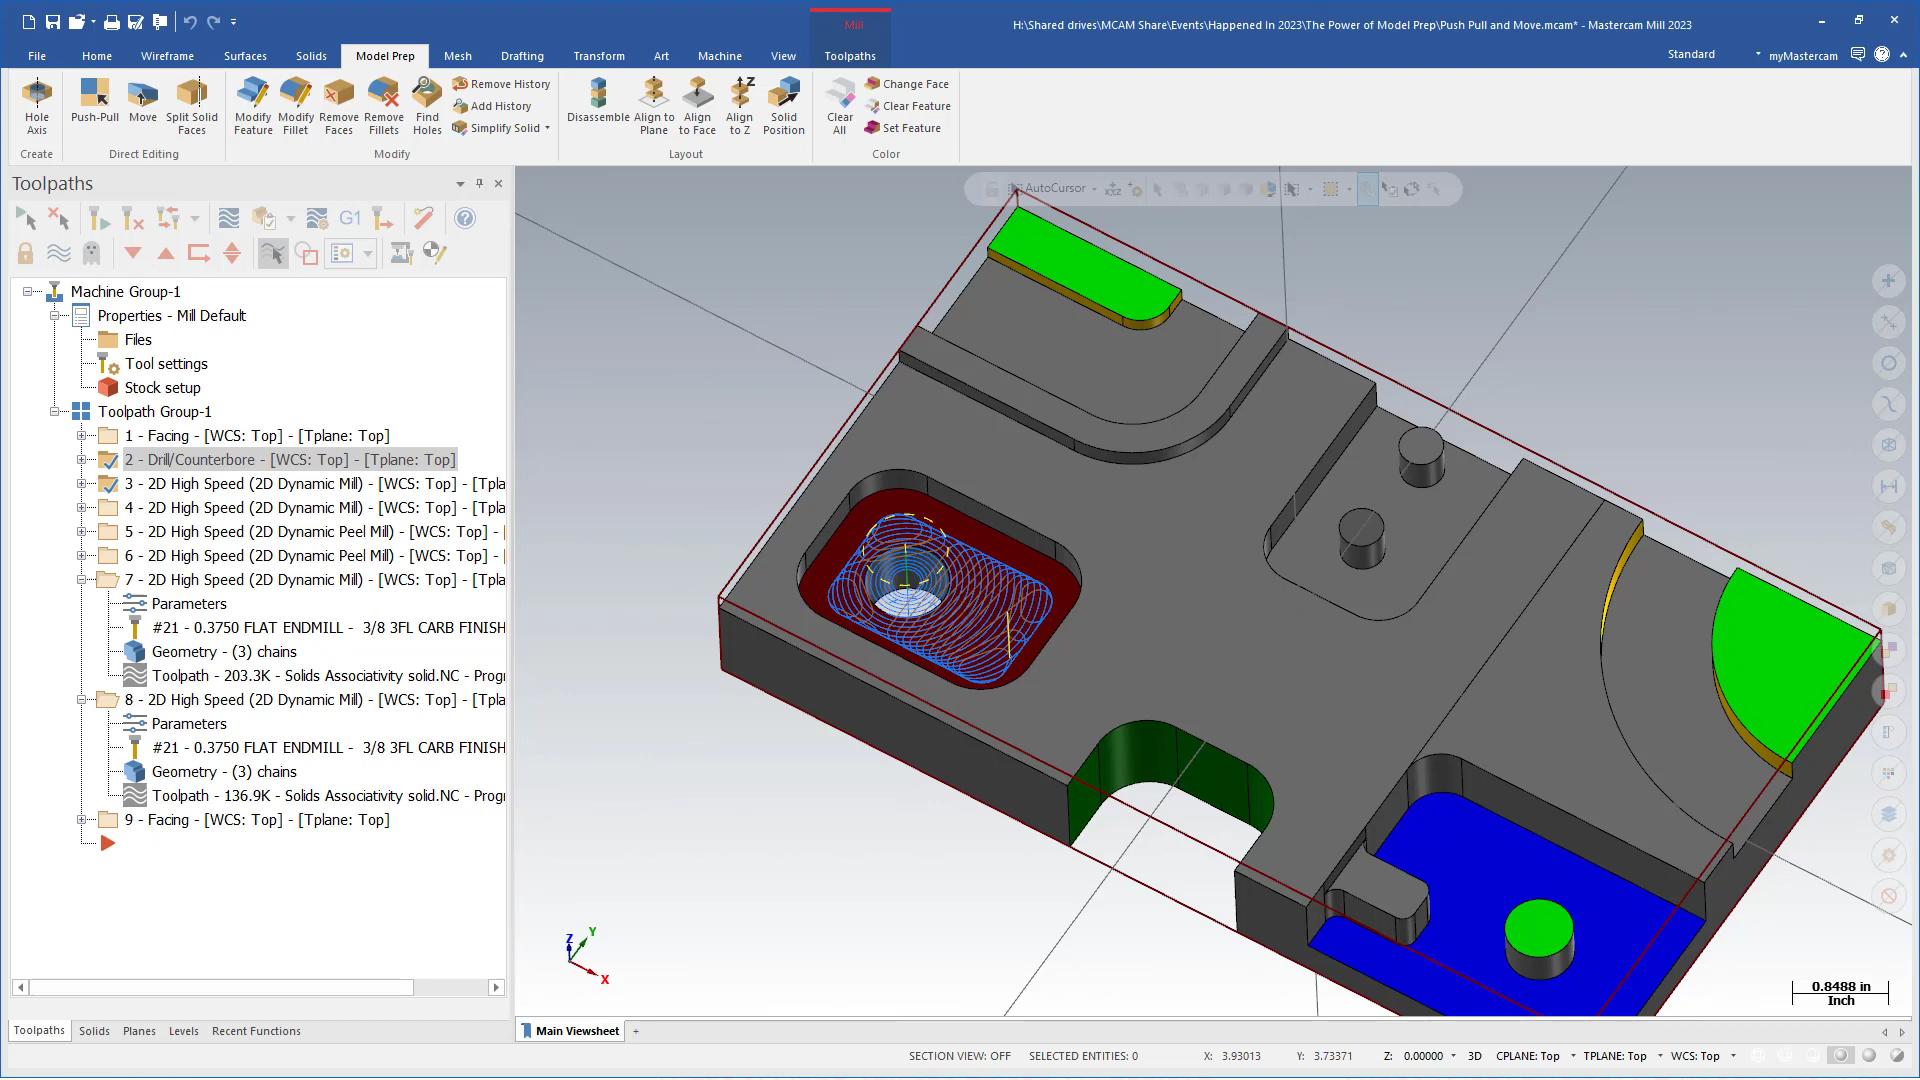 Mill
H:\Shared drives\MCAM Share\Events\Happened In 2023\The Power of Model Prep\Push Pull and Move.mcam* - Mastercam Mill 2023
File Home Wireframe Surfaces Solids Model Prep Mesh Drafting Transform Art Machine View Toolpaths
Standard myMastercam
Hole Axis
Push-Pull Move Split Solid Faces
Modify Feature Modify Fillet Remove Faces Remove Fillets Find Holes
Remove History
Add History
Simplify Solid
Disassemble Align to Plane Align to Face Align to Z Solid Position
Clear All
Change Face
Clear Feature
Set Feature
Create Direct Editing Modify Layout Color
Toolpaths
AutoCursor
G1
Machine Group-1
Properties - Mill Default
Files
Tool settings
Stock setup
Toolpath Group-1
1 - Facing - [WCS: Top] - [Tplane: Top]
2 - Drill/Counterbore - [WCS: Top] - [Tplane: Top]
3 - 2D High Speed (2D Dynamic Mill) - [WCS: Top] - [Tpla
4 - 2D High Speed (2D Dynamic Mill) - [WCS: Top] - [Tpla
5 - 2D High Speed (2D Dynamic Peel Mill) - [WCS: Top] -
6 - 2D High Speed (2D Dynamic Peel Mill) - [WCS: Top] -
7 - 2D High Speed (2D Dynamic Mill) - [WCS: Top] - [Tpla
Parameters
#21 - 0.3750 FLAT ENDMILL - 3/8 3FL CARB FINISH
Geometry - (3) chains
Toolpath - 203.3K - Solids Associativity solid.NC - Progr
8 - 2D High Speed (2D Dynamic Mill) - [WCS: Top] - [Tpla
Parameters
#21 - 0.3750 FLAT ENDMILL - 3/8 3FL CARB FINISH
Geometry - (3) chains
Toolpath - 136.9K - Solids Associativity solid.NC - Progr
9 - Facing - [WCS: Top] - [Tplane: Top]
Z Y X
0.8488 in
Inch
Toolpaths Solids Planes Levels Recent Functions
Main Viewsheet +
SECTION VIEW: OFF SELECTED ENTITIES: 0 X: 3.93013 Y: 3.73371 Z: 0.00000 3D CPLANE: Top TPLANE: Top WCS: Top